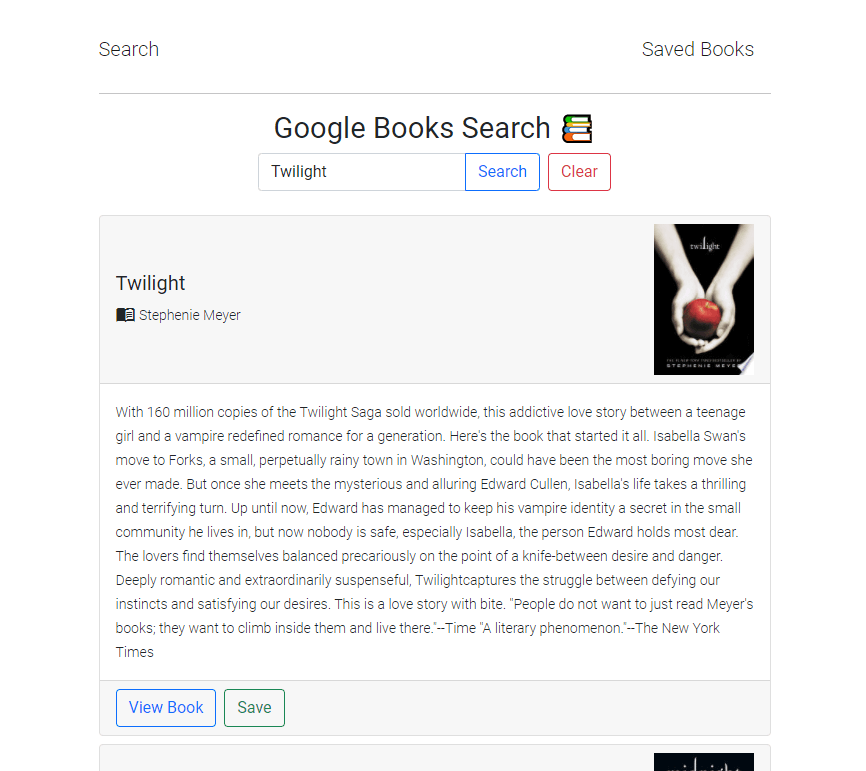 Search
Saved Books
Google Books Search
Twilight
Search
Clear
Twilight
Stephenie Meyer
twilight
THE #1 NEW YORK TIMES BESTSELLER BY
STEPHENIE MEYER
With 160 million copies of the Twilight Saga sold worldwide, this addictive love story between a teenage
girl and a vampire redefined romance for a generation. Here's the book that started it all. Isabella Swan's
move to Forks, a small, perpetually rainy town in Washington, could have been the most boring move she
ever made. But once she meets the mysterious and alluring Edward Cullen, Isabella's life takes a thrilling
and terrifying turn. Up until now, Edward has managed to keep his vampire identity a secret in the small
community he lives in, but now nobody is safe, especially Isabella, the person Edward holds most dear.
The lovers find themselves balanced precariously on the point of a knife-between desire and danger.
Deeply romantic and extraordinarily suspenseful, Twilightcaptures the struggle between defying our
instincts and satisfying our desires. This is a love story with bite. "People do not want to just read Meyer's
books; they want to climb inside them and live there."--Time "A literary phenomenon."--The New York
Times
View Book
Save